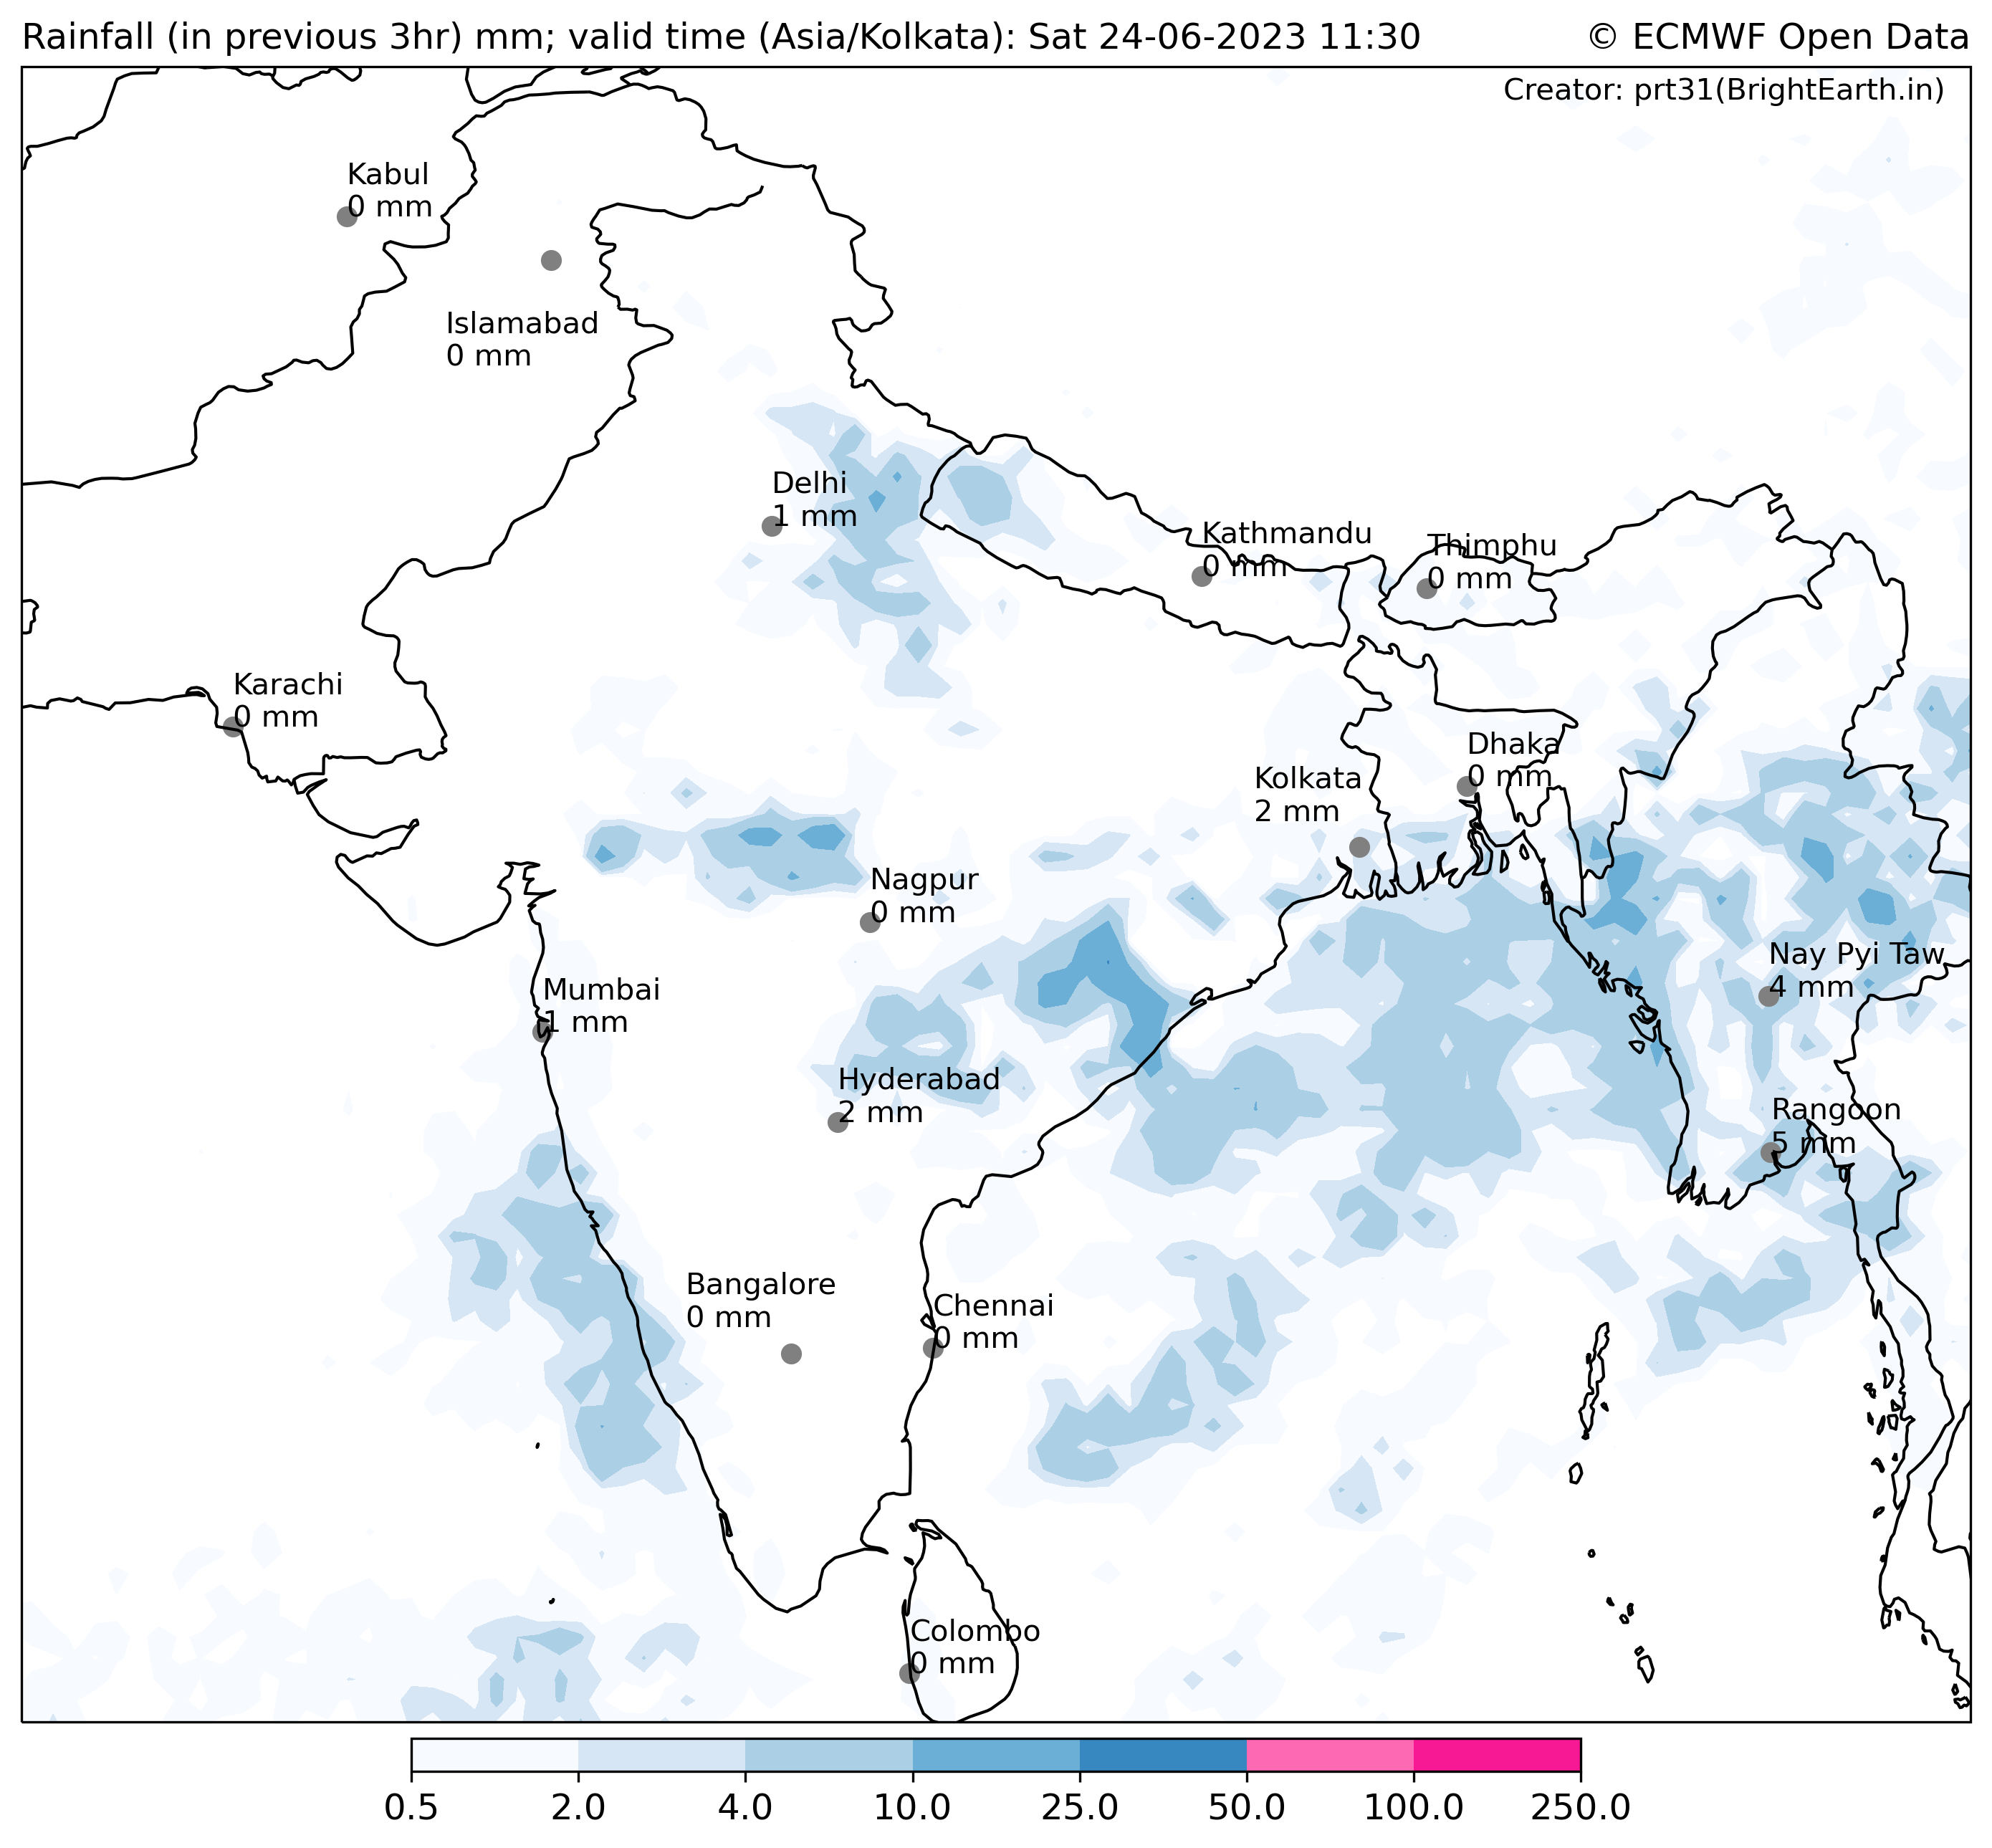 Rainfall (in previous 3hr) mm; valid time (Asia/Kolkata): Sat 24-06-2023 11:30
© ECMWF Open Data
Creator: prt31(BrightEarth.in)
Kabul
0 mm
Islamabad
0 mm
Delhi
1 mm
Kathmandu
0 mm
Thimphu
0 mm
Karachi
0 mm
Dhaka
0 mm
Kolkata
2 mm
Nagpur
0 mm
Nay Pyi Taw
4 mm
Mumbai
1 mm
Hyderabad
2 mm
Rangoon
5 mm
Bangalore
0 mm
Chennai
0 mm
Colombo
0 mm
0.5 2.0 4.0 10.0 25.0 50.0 100.0 250.0